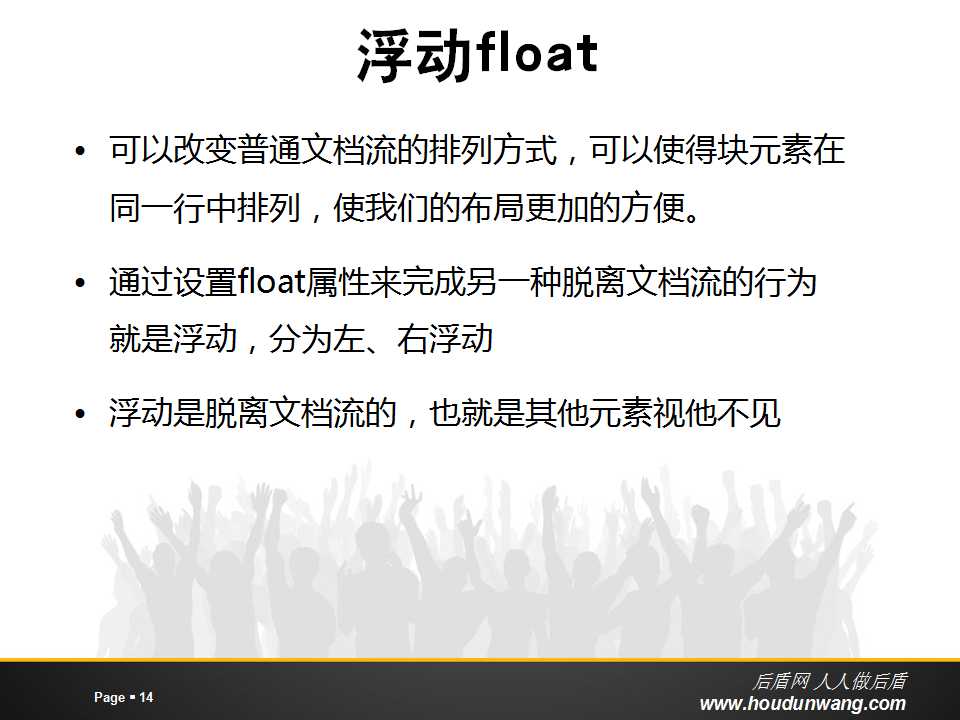 浮动float
• 可以改变普通文档流的排列方式，可以使得块元素在
同一行中排列，使我们的布局更加的方便。
• 通过设置float属性来完成另一种脱离文档流的行为
就是浮动，分为左、右浮动
• 浮动是脱离文档流的，也就是其他元素视他不见
Page ▪ 14
后盾网 人人做后盾
www.houdunwang.com